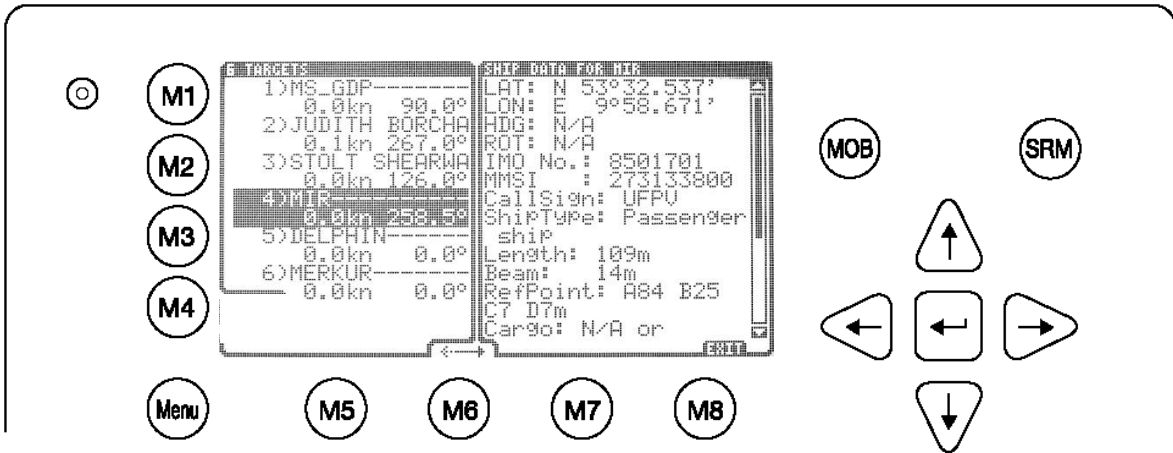 6 TARGETS
1)MS_GDP-------
0.0kn 90.0°
2)JUDITH BORCHA
0.1kn 267.0°
3)STOLT SHEARWA
0.0kn 126.0°
4)MIR----------
0.0kn 258.5°
5)DELPHIN------
0.0kn 0.0°
6)MERKUR-------
0.0kn 0.0°
SHIP DATA FOR MIR
LAT: N 53°32.537'
LON: E 9°58.671'
HDG: N/A
ROT: N/A
IMO No.: 8501701
MMSI : 273133800
CallSign: UFPV
ShipType: Passenger
ship
Length: 109m
Beam: 14m
RefPoint: A84 B25
C7 D7m
Cargo: N/A or
EXIT
M1
M2
M3
M4
Menu
M5
M6
M7
M8
MOB
SRM